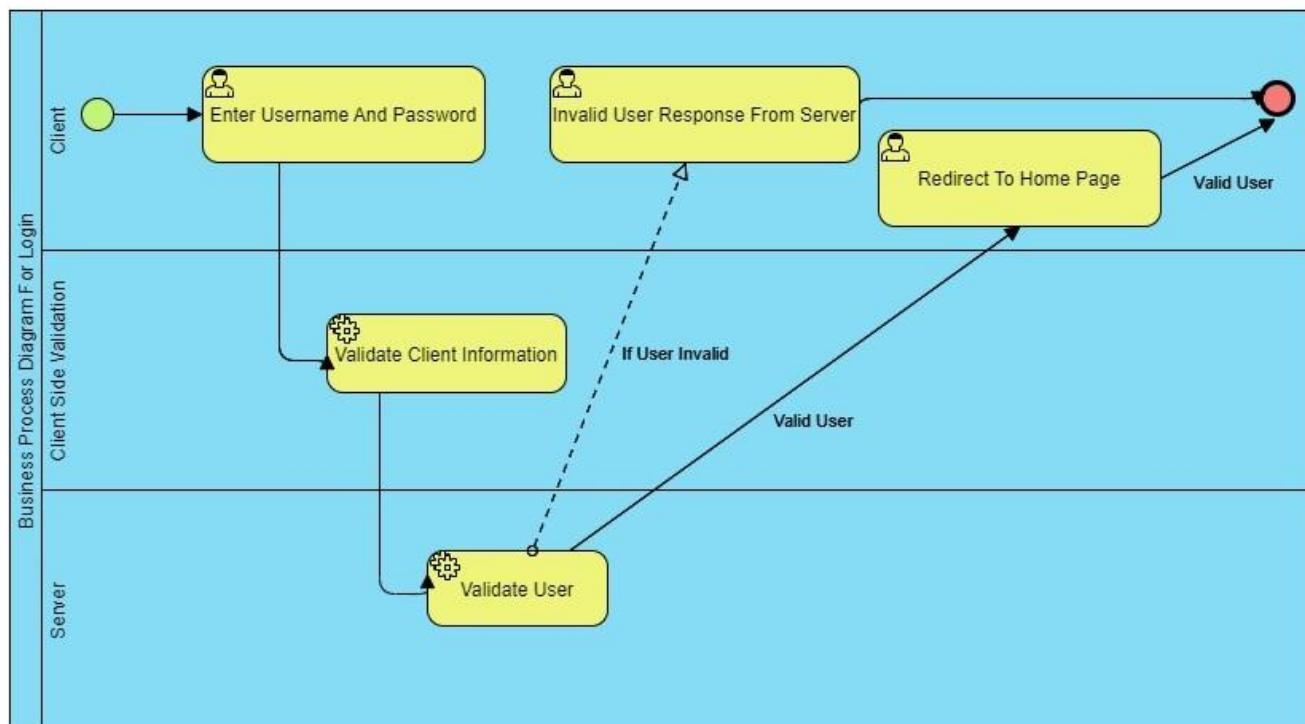 Business Process Diagram For Login
Client
Enter Username And Password
Invalid User Response From Server
Redirect To Home Page
Valid User
Client Side Validation
Validate Client Information
If User Invalid
Valid User
Server
Validate User